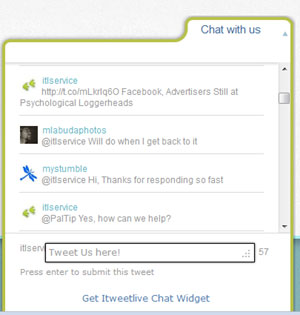 Chat with us
itlservice
http://t.co/mLkrlq6O Facebook, Advertisers Still at
Psychological Loggerheads
mlabudaphotos
@itlservice Will do when I get back to it
mystumble
@itlservice Hi, Thanks for responding so fast
itlservice
@PalTip Yes, how can we help?
itlserv
Tweet Us here!
57
Press enter to submit this tweet
Get Itweetlive Chat Widget